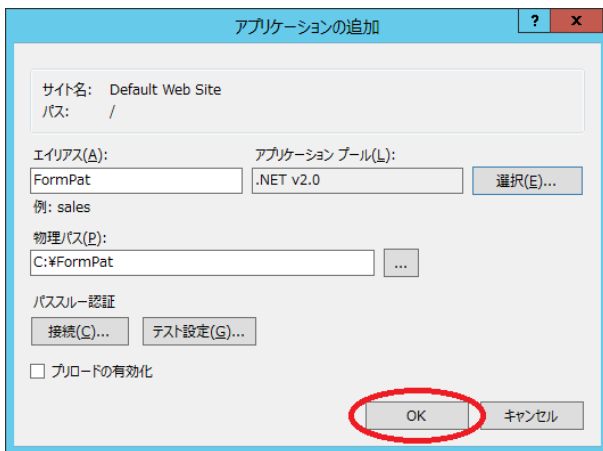 アプリケーションの追加
? x
サイト名: Default Web Site
パス: /
エイリアス(A): アプリケーション プール(L):
FormPat .NET v2.0 選択(E)...
例: sales
物理パス(P):
C:¥FormPat ...
パススルー認証
接続(C)... テスト設定(G)...
プリロードの有効化
OK キャンセル